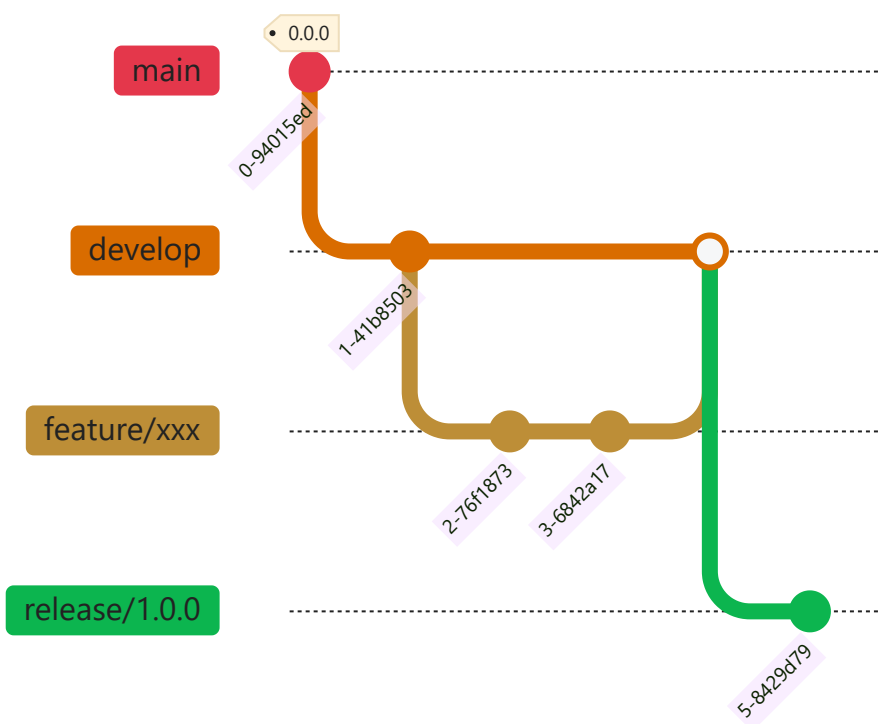 0.0.0
main
0-94015ed
develop
1-41b8503
feature/xxx
2-76f1873
3-6842a17
release/1.0.0
5-8429d79